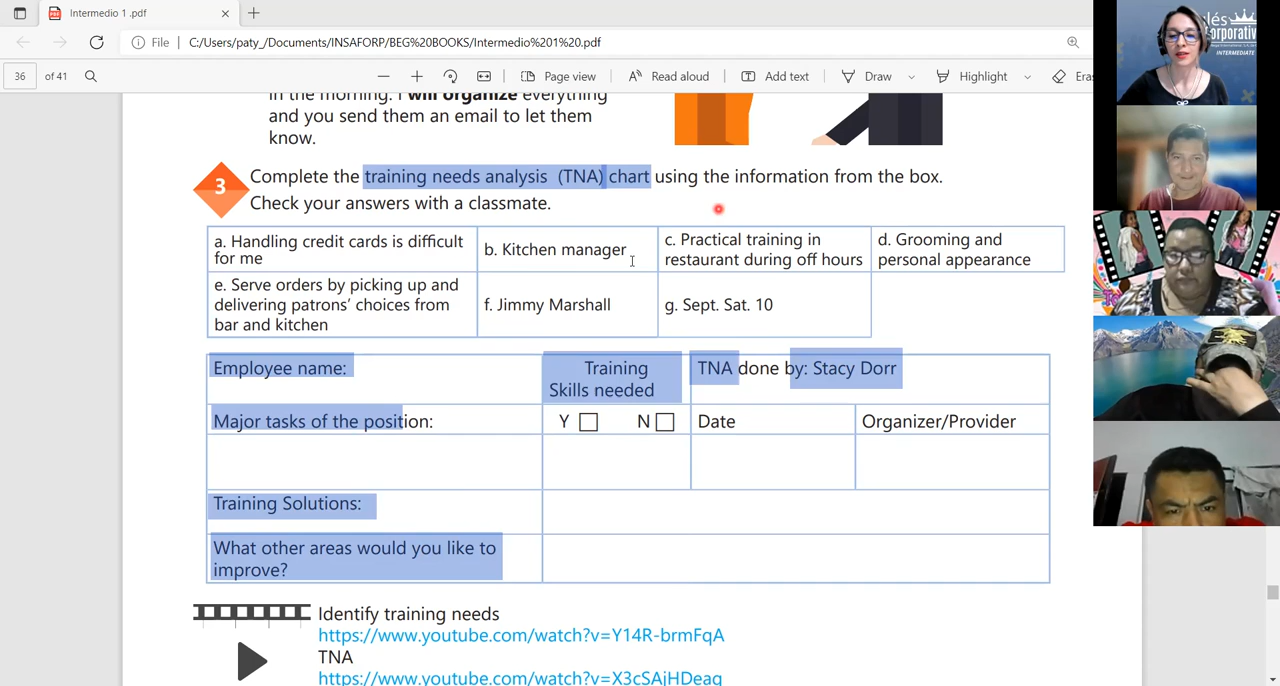 Intermedio 1 .pdf
File
C:/Users/paty_/Documents/INSAFORP/BEG%20BOOKS/Intermedio%201%20.pdf
36 of 41
Page view
Read aloud
Add text
Draw
Highlight
Eras
in the morning. I will organize everything
and you send them an email to let them
know.
3
Complete the training needs analysis (TNA) chart using the information from the box.
Check your answers with a classmate.
a. Handling credit cards is difficult
for me
b. Kitchen manager
c. Practical training in
restaurant during off hours
d. Grooming and
personal appearance
e. Serve orders by picking up and
delivering patrons' choices from
bar and kitchen
f. Jimmy Marshall
g. Sept. Sat. 10
Employee name:
Training
Skills needed
TNA done by: Stacy Dorr
Major tasks of the position:
Y
N
Date
Organizer/Provider
Training Solutions:
What other areas would you like to
improve?
Identify training needs
https://www.youtube.com/watch?v=Y14R-brmFqA
TNA
https://www.youtube.com/watch?v=X3cSAjHDeag
lés
orporativ
INTERMEDIATE